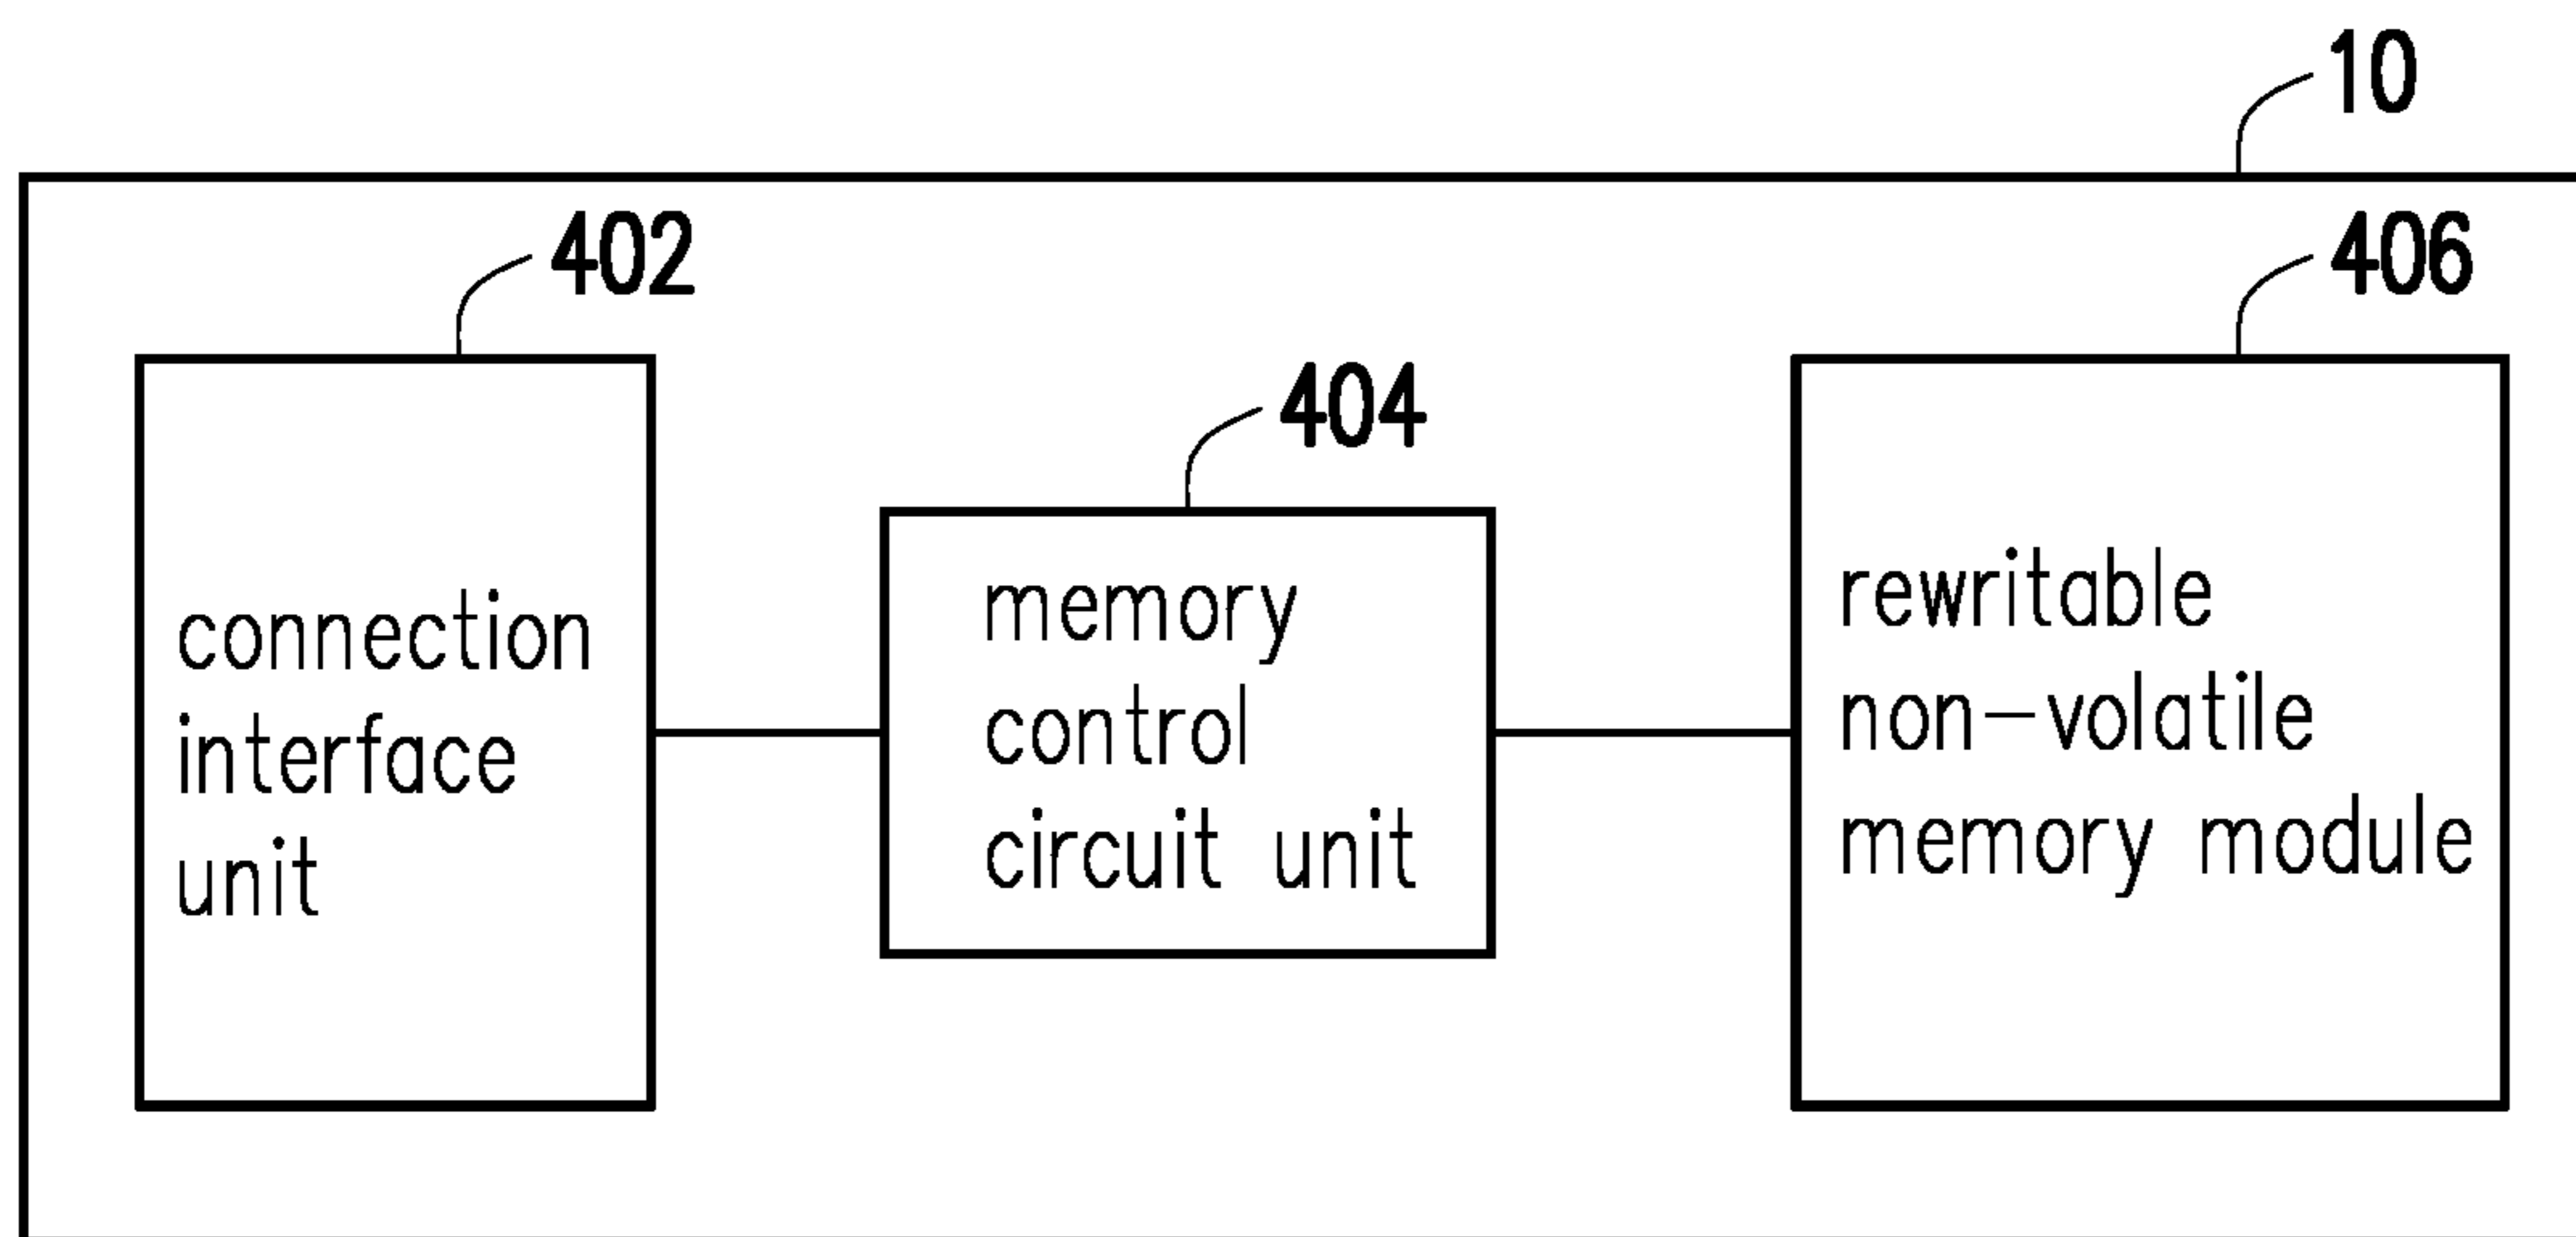 10
402
connection
interface
unit
404
memory
control
circuit unit
406
rewritable
non-volatile
memory module